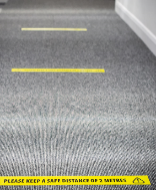 PLEASE KEEP A SAFE DISTANCE OF 2 METRES